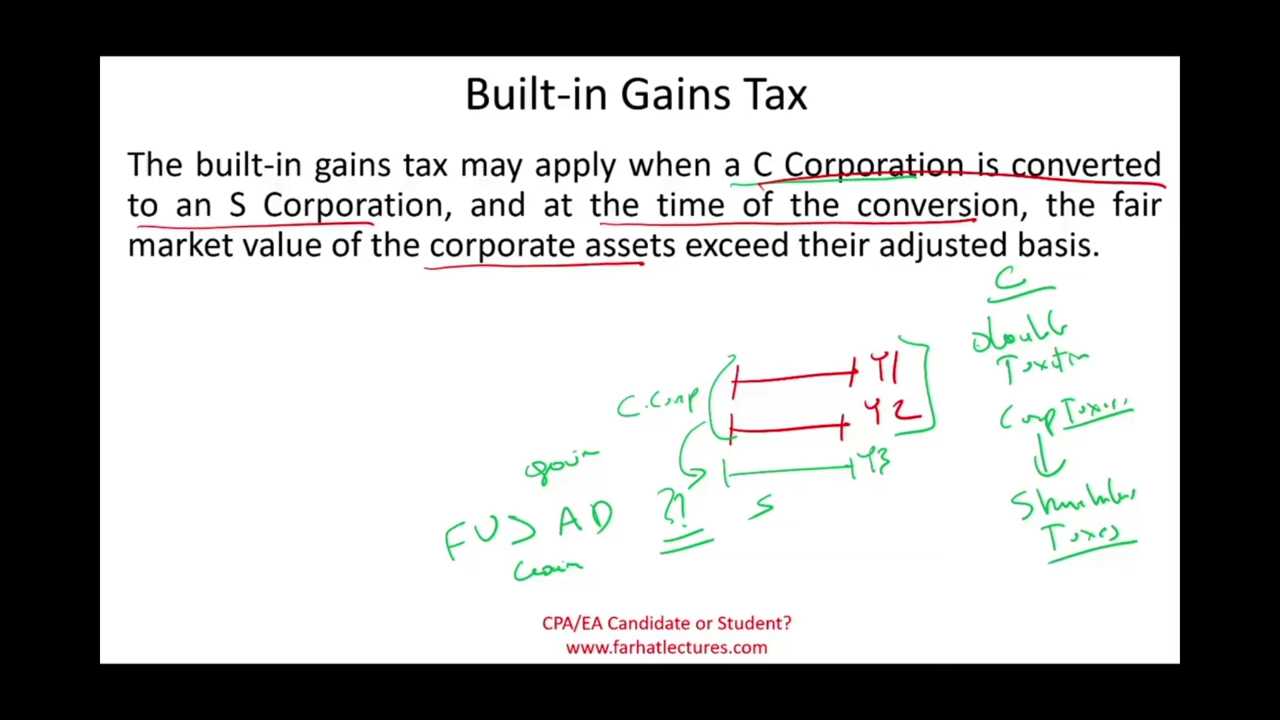 Built-in Gains Tax
The built-in gains tax may apply when a C Corporation is converted
to an S Corporation, and at the time of the conversion, the fair
market value of the corporate assets exceed their adjusted basis.
C
double
Y1
C.Corp
Y2
Corp Taxes
gain
Y3
S
??
FV > AD
Taxes
CPA/EA Candidate or Student?
www.farhatlectures.com